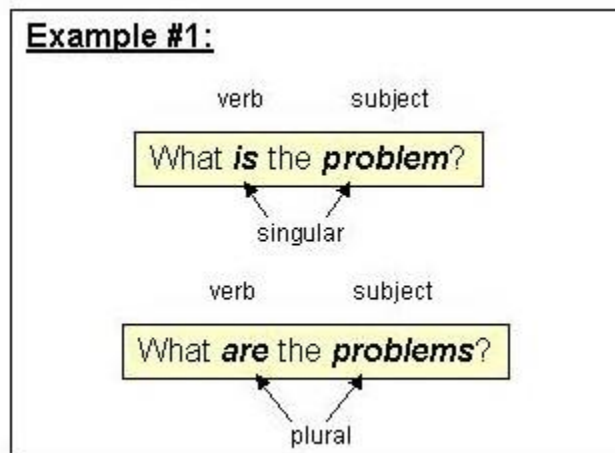 Example #1:
verb subject
What is the problem?
singular
verb subject
What are the problems?
plural